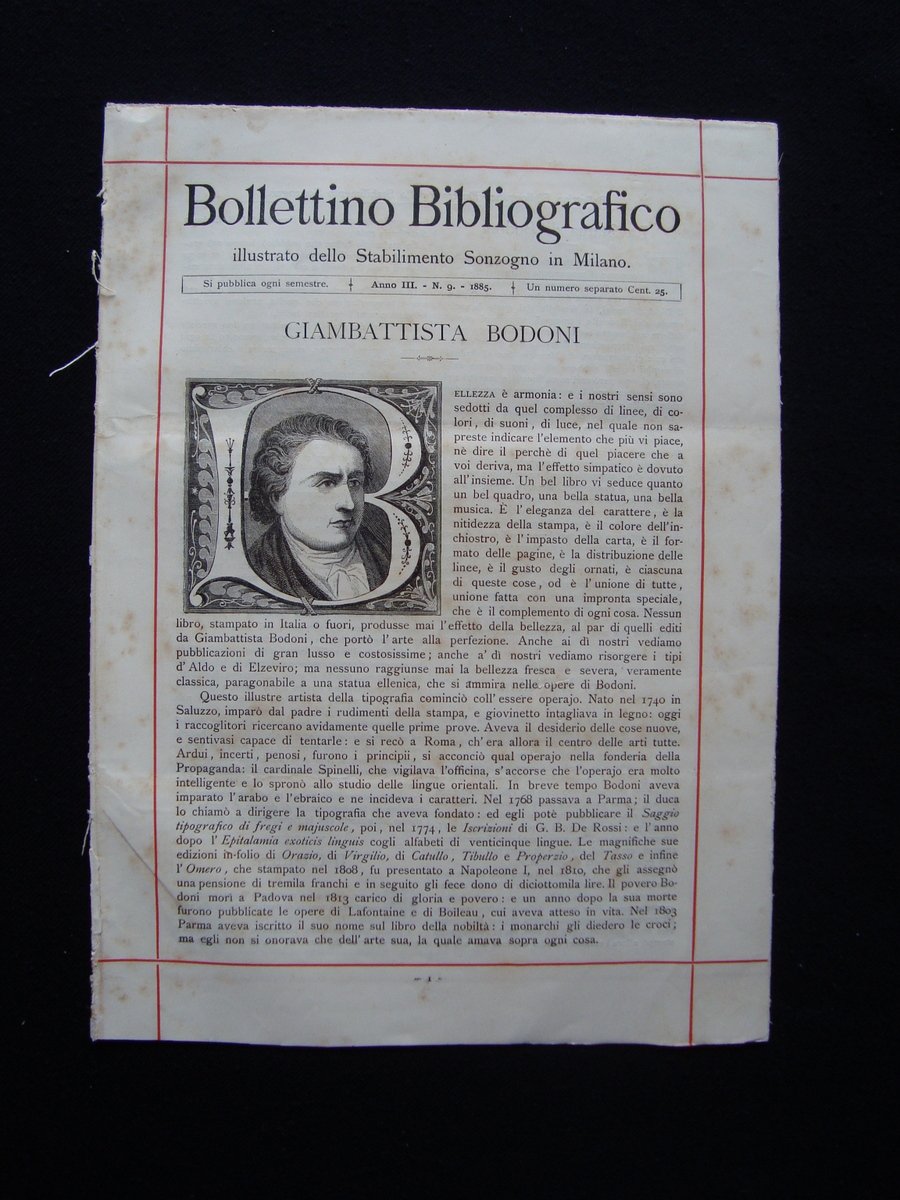 Bollettino Bibliografico
illustrato dello Stabilimento Sonzogno in Milano.
Si pubblica ogni semestre. Anno III. - N. 9. - 1885. Un numero separato Cent. 25.
GIAMBATTISTA BODONI
B
ELLEZZA è armonia: e i nostri sensi sono
sedotti da quel complesso di linee, di co-
lori, di suoni, di luce, nel quale non sa-
preste indicare l'elemento che più vi piace,
nè dire il perchè di quel piacere che a
voi deriva, ma l'effetto simpatico è dovuto
all'insieme. Un bel libro vi seduce quanto
un bel quadro, una bella statua, una bella
musica. È l'eleganza del carattere, è la
nitidezza della stampa, è il colore dell'in-
chiostro, è l'impasto della carta, è il for-
mato delle pagine, è la distribuzione delle
linee, è il gusto degli ornati, è ciascuna
di queste cose, od è l'unione di tutte,
unione fatta con una impronta speciale,
che è il complemento di ogni cosa. Nessun
libro, stampato in Italia o fuori, produsse mai l'effetto della bellezza, al par di quelli editi
da Giambattista Bodoni, che portò l'arte alla perfezione. Anche ai dì nostri vediamo
pubblicazioni di gran lusso e costosissime; anche a' dì nostri vediamo risorgere i tipi
d'Aldo e di Elzeviro; ma nessuno raggiunse mai la bellezza fresca e severa, veramente
classica, paragonabile a una statua ellenica, che si ammira nelle opere di Bodoni.
Questo illustre artista della tipografia cominciò coll'essere operajo. Nato nel 1740 in
Saluzzo, imparò dal padre i rudimenti della stampa, e giovinetto intagliava in legno: oggi
i raccoglitori ricercano avidamente quelle prime prove. Aveva il desiderio delle cose nuove,
e sentivasi capace di tentarle: e si recò a Roma, ch'era allora il centro delle arti tutte.
Ardui, incerti, penosi, furono i principii, si acconciò qual operajo nella fonderia della
Propaganda: il cardinale Spinelli, che vigilava l'officina, s'accorse che l'operajo era molto
intelligente e lo spronò allo studio delle lingue orientali. In breve tempo Bodoni aveva
imparato l'arabo e l'ebraico e ne incideva i caratteri. Nel 1768 passava a Parma; il duca
lo chiamò a dirigere la tipografia che aveva fondato: ed egli potè pubblicare il Saggio
tipografico di fregi e majuscole, poi, nel 1774, le Iscrizioni di G. B. De Rossi: e l'anno
dopo l'Epitalamia exoticis linguis cogli alfabeti di venticinque lingue. Le magnifiche sue
edizioni in-folio di Orazio, di Virgilio, di Catullo, Tibullo e Properzio, del Tasso e infine
l'Omero, che stampato nel 1808, fu presentato a Napoleone I, nel 1810, che gli assegnò
una pensione di tremila franchi e in seguito gli fece dono di diciottomila lire. Il povero Bo-
doni morì a Padova nel 1813 carico di gloria e povero: e un anno dopo la sua morte
furono pubblicate le opere di Lafontaine e di Boileau, cui aveva atteso in vita. Nel 1803
Parma aveva iscritto il suo nome sul libro della nobiltà: i monarchi gli diedero le croci;
ma egli non si onorava che dell'arte sua, la quale amava sopra ogni cosa.
- 1 -